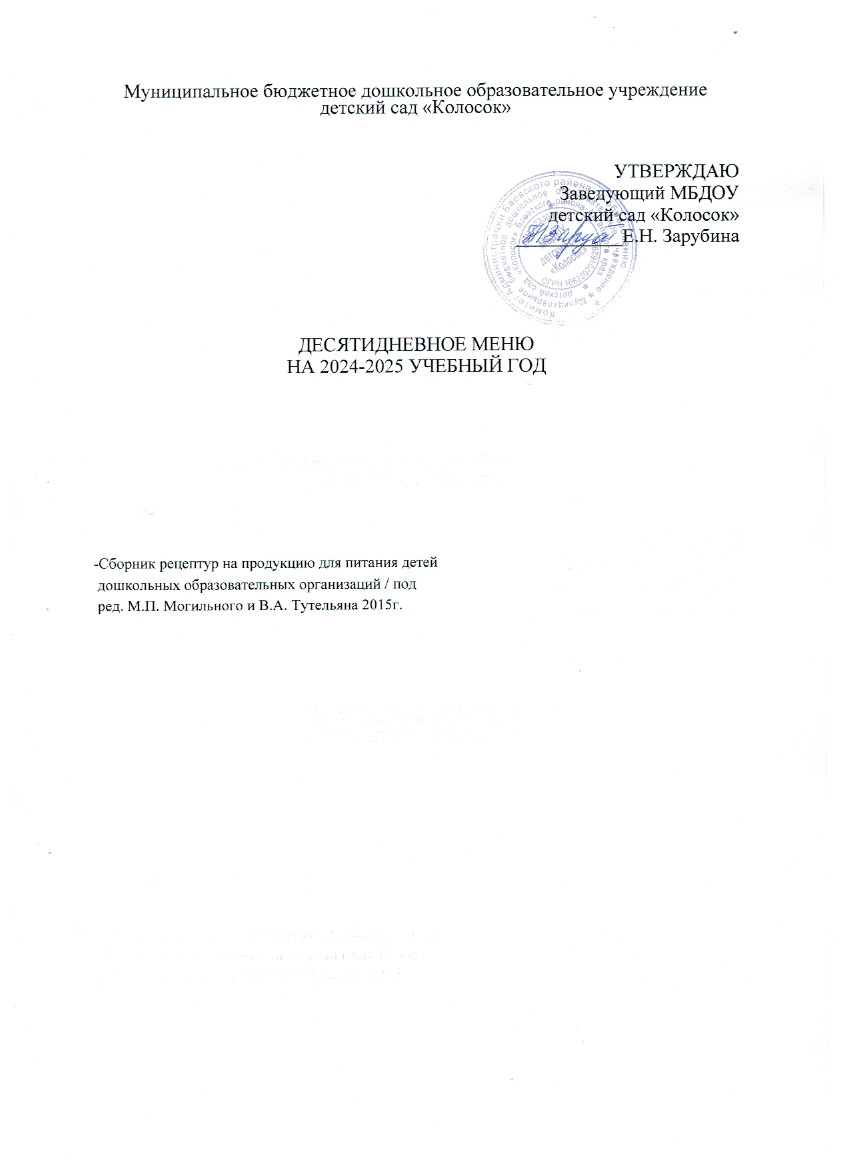 Муниципальное бюджетное дошкольное образовательное учреждение
детский сад «Колосок»
УТВЕРЖДАЮ
Заведующий МБДОУ
детский сад «Колосок»
Е.Н. Зарубина
«Колосок»
ДЕСЯТИДНЕВНОЕ МЕНЮ
НА 2024-2025 УЧЕБНЫЙ ГОД
-Сборник рецептур на продукцию для питания детей
дошкольных образовательных организаций / под
ред. М.П. Могильного и В.А. Тутельяна 2015г.